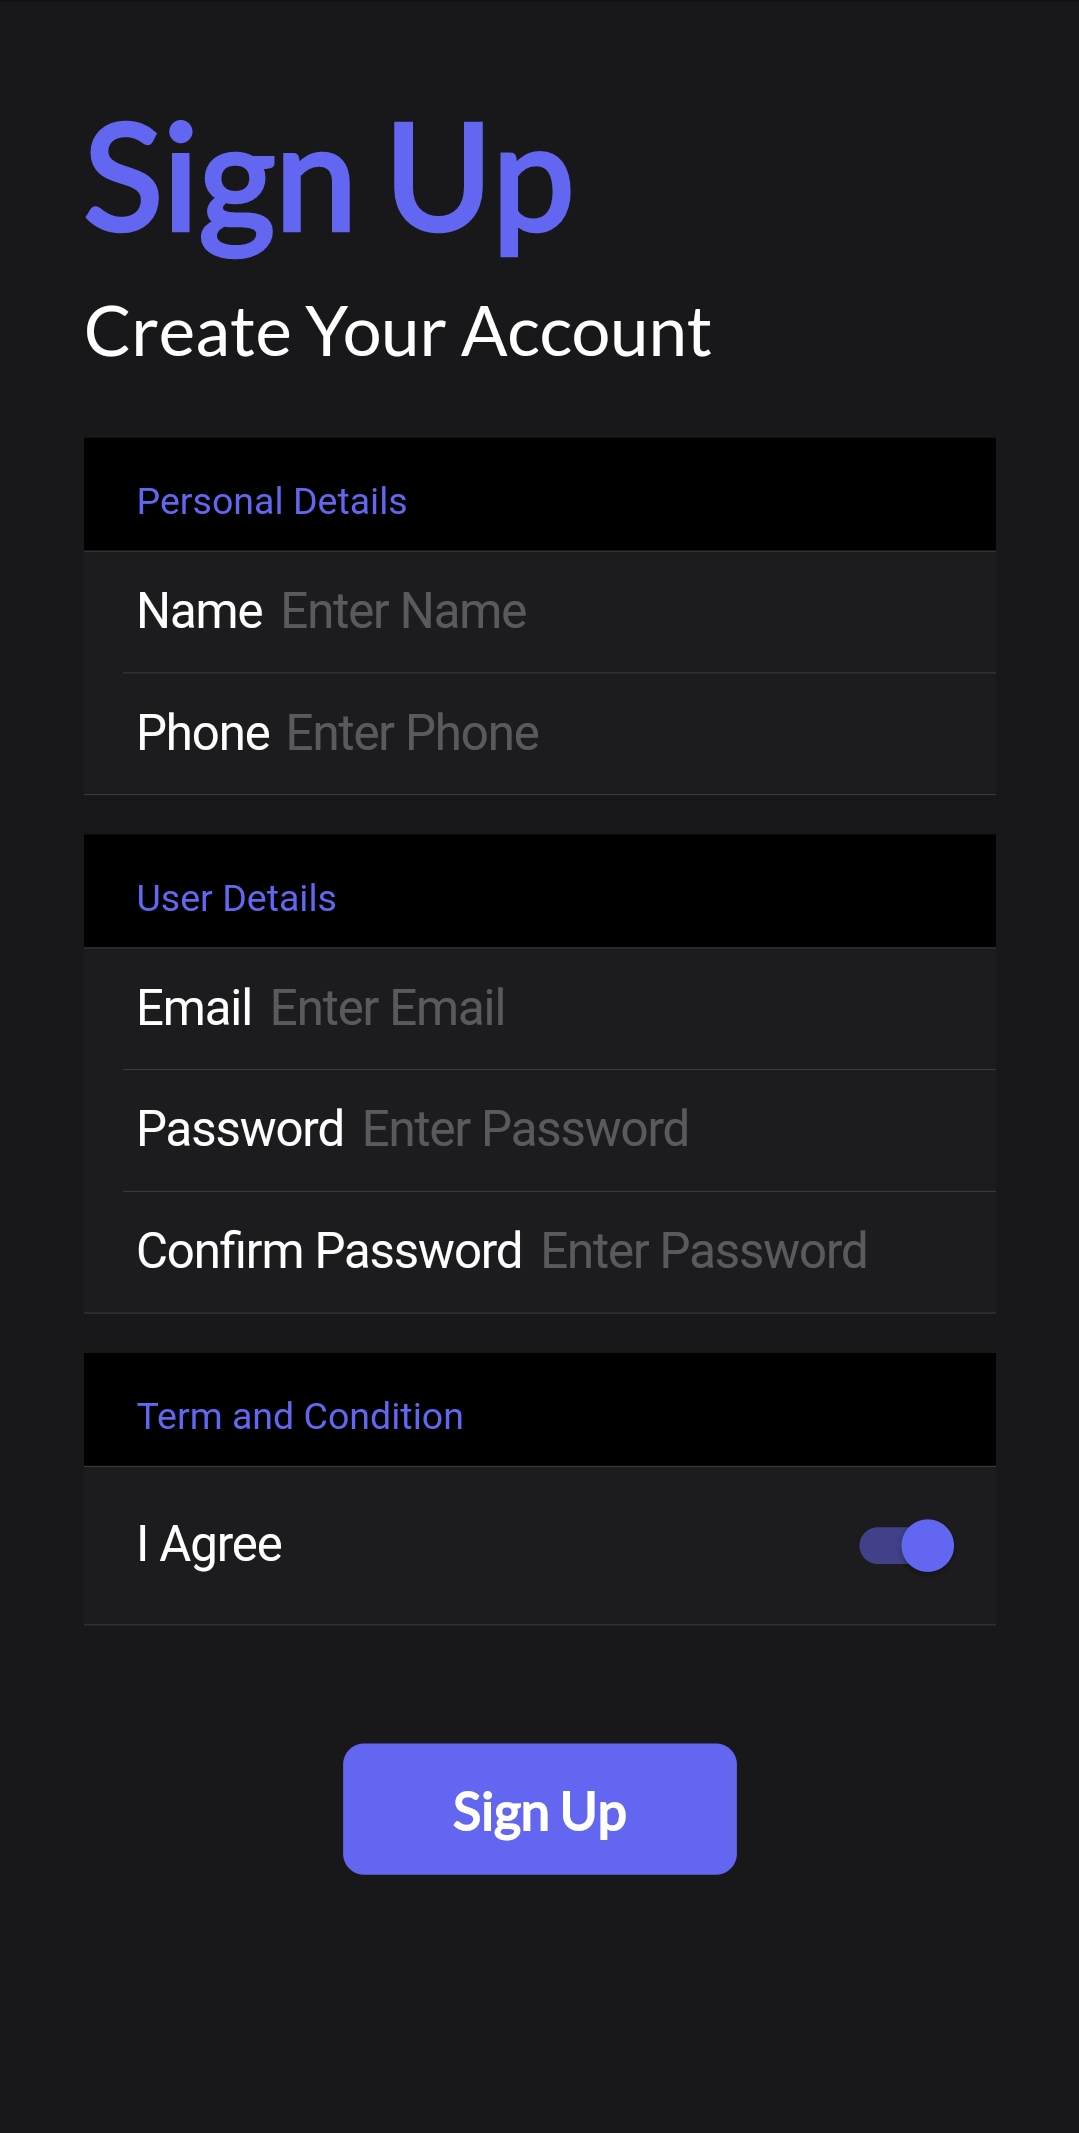 Sign Up
Create Your Account
Personal Details
Name Enter Name
Phone Enter Phone
User Details
Email Enter Email
Password Enter Password
Confirm Password Enter Password
Term and Condition
I Agree
Sign Up